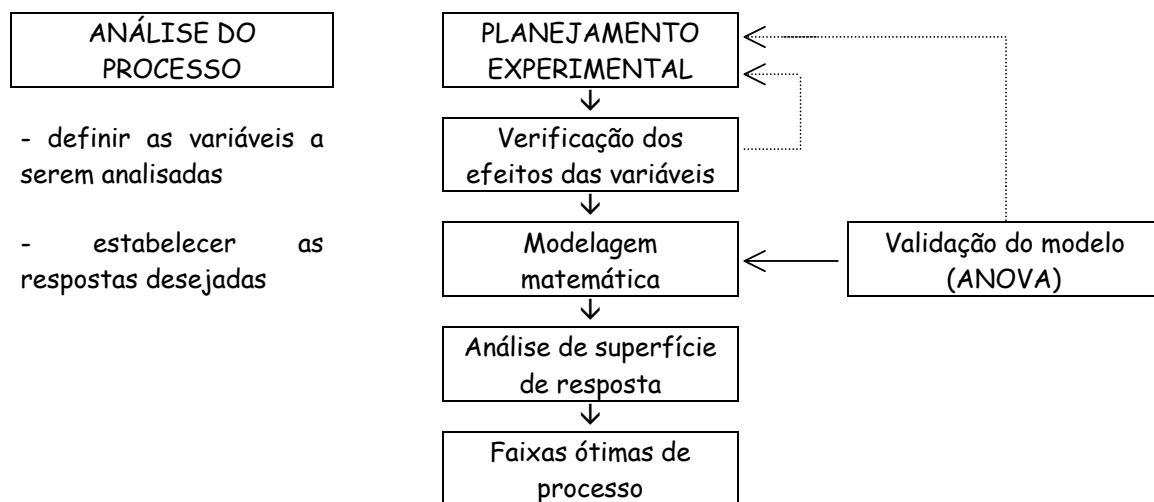 ANÁLISE DO
PROCESSO
- definir as variáveis a
serem analisadas
- estabelecer as
respostas desejadas
PLANEJAMENTO
EXPERIMENTAL
Verificação dos
efeitos das variáveis
Modelagem
matemática
Validação do modelo
(ANOVA)
Análise de superfície
de resposta
Faixas ótimas de
processo